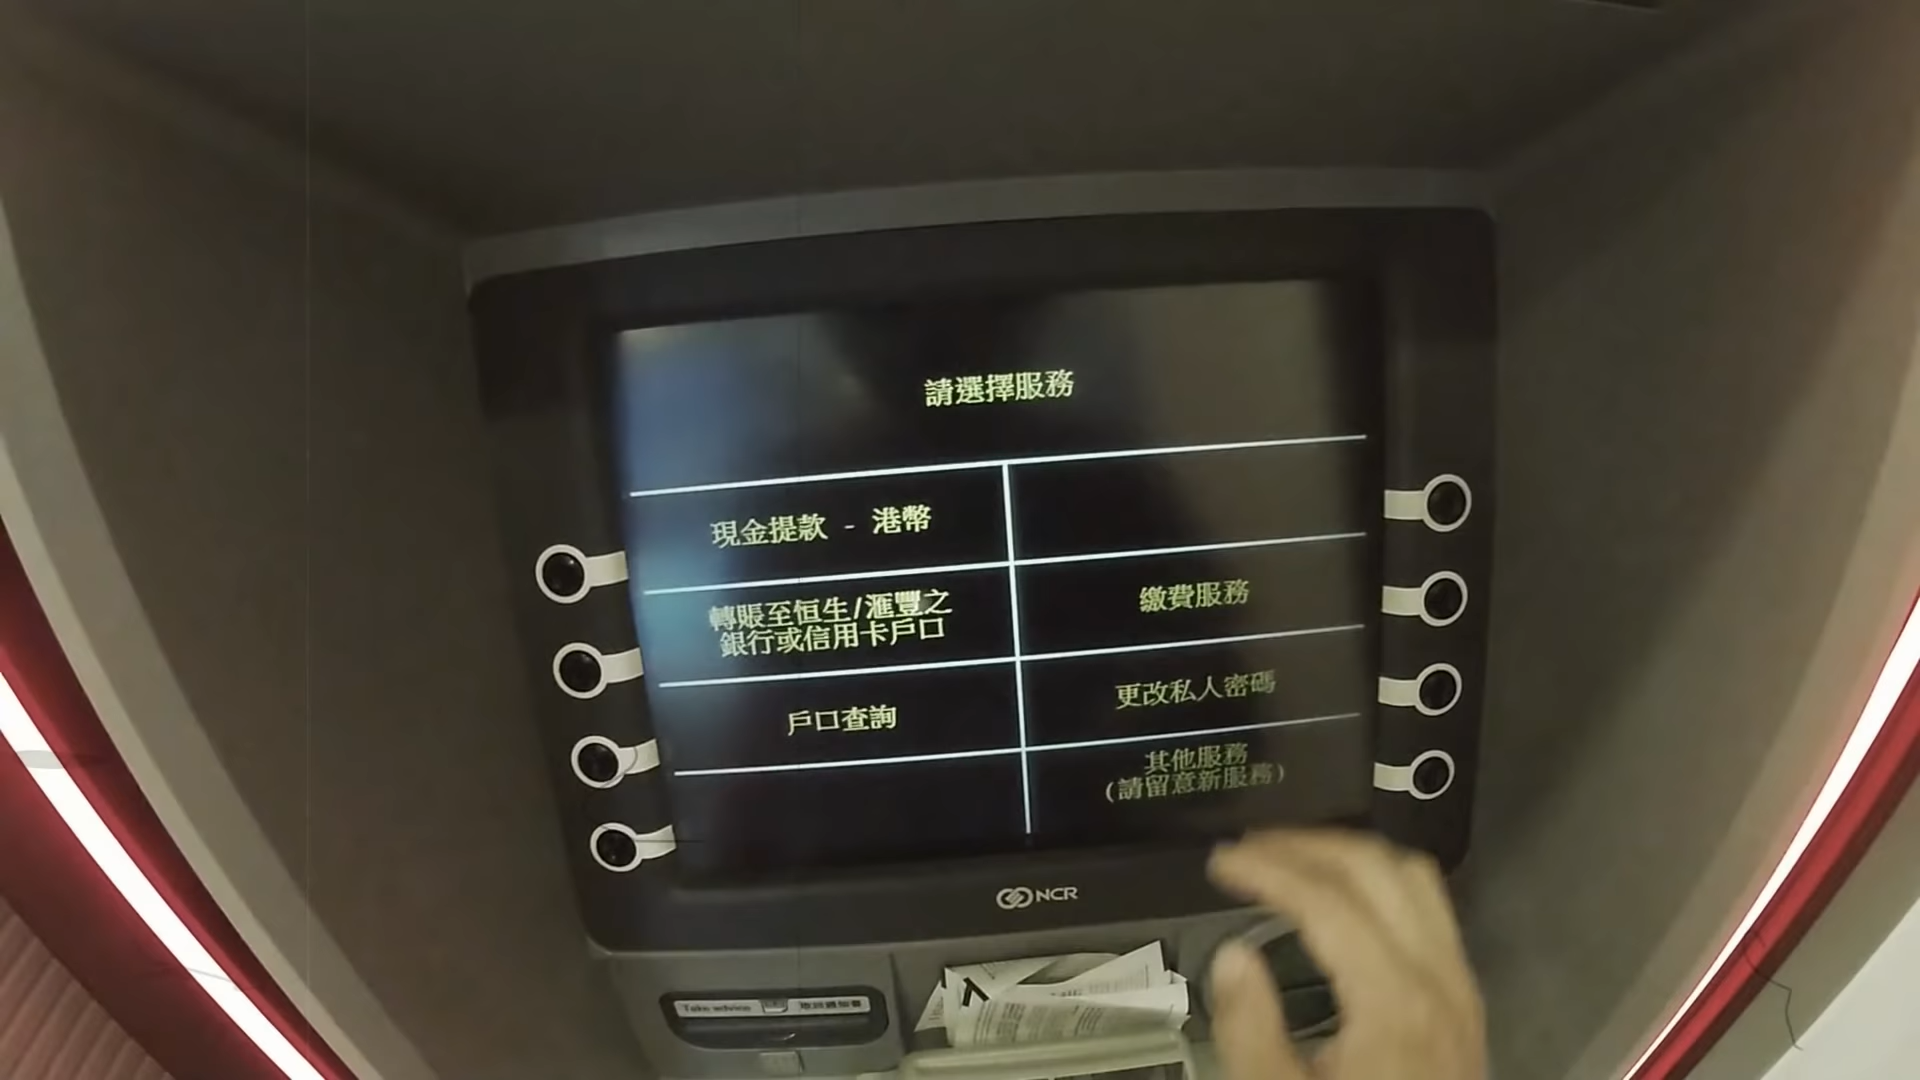 請選擇服務
現金提款 - 港幣
轉賬至恒生/滙豐之
銀行或信用卡戶口
繳費服務
戶口查詢
更改私人密碼
其他服務
(請留意新服務)
NCR
Take advice